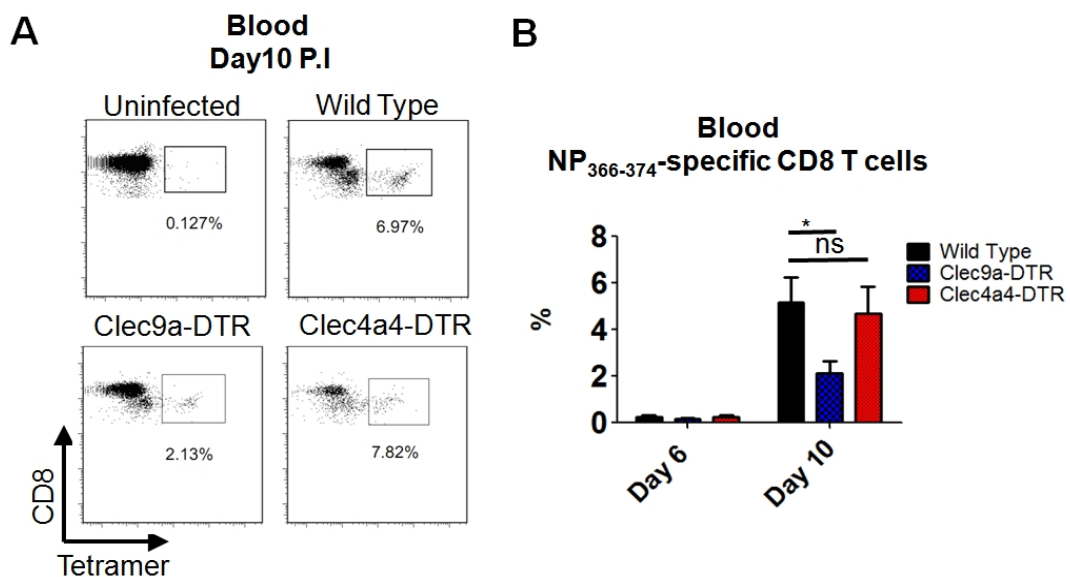 A
Blood
Day10 P.I
Uninfected
Wild Type
0.127%
6.97%
Clec9a-DTR
Clec4a4-DTR
2.13%
7.82%
CD8
Tetramer
B
Blood
NP366-374-specific CD8 T cells
8
6
4
2
0
%
*
ns
Day 6
Day 10
Wild Type
Clec9a-DTR
Clec4a4-DTR